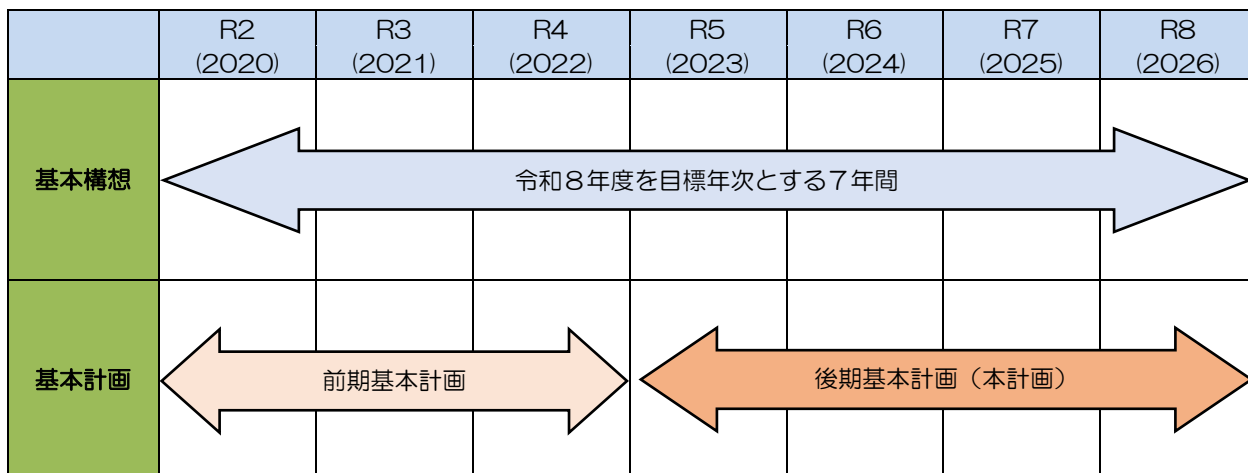 R2 R3 R4 R5 R6 R7 R8
(2020) (2021) (2022) (2023) (2024) (2025) (2026)
基本構想
令和８年度を目標年次とする７年間
基本計画
前期基本計画
後期基本計画（本計画）